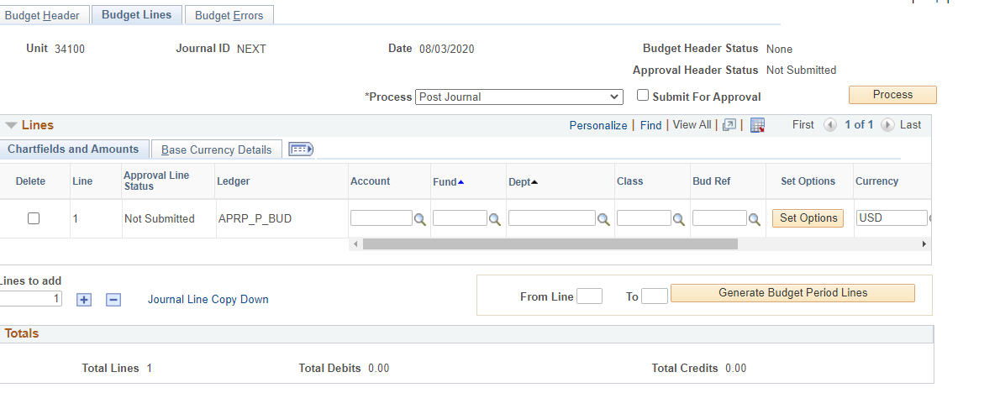 Budget Header Budget Lines Budget Errors
Unit 34100 Journal ID NEXT Date 08/03/2020 Budget Header Status None
Approval Header Status Not Submitted
*Process Post Journal Submit For Approval Process
Lines Personalize | Find | View All | | First 1 of 1 Last
Chartfields and Amounts Base Currency Details
Delete Line Approval Line Status Ledger Account Fund Dept Class Bud Ref Set Options Currency
1 Not Submitted APRP_P_BUD Set Options USD
Lines to add
1 Journal Line Copy Down From Line To Generate Budget Period Lines
Totals
Total Lines 1 Total Debits 0.00 Total Credits 0.00